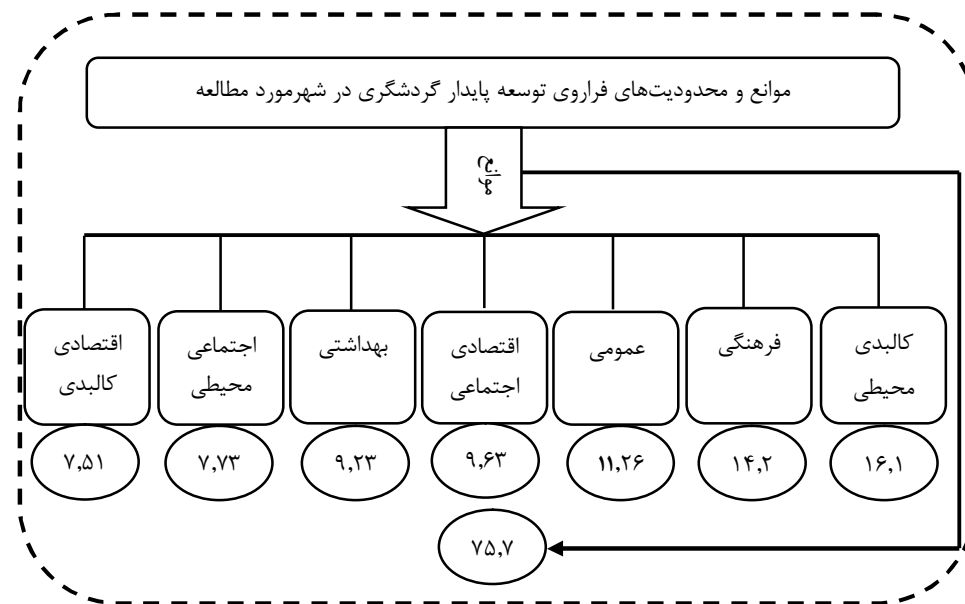 موانع و محدودیت‌های فراروی توسعه پایدار گردشگری در شهرمورد مطالعه
موانع
کالبدی
محیطی
فرهنگی
عمومی
اقتصادی
اجتماعی
بهداشتی
اجتماعی
محیطی
اقتصادی
کالبدی
۱۶,۱
۱۴,۲
۱۱,۲۶
۹,۶۳
۹,۲۳
۷,۷۳
۷,۵۱
۷۵,۷